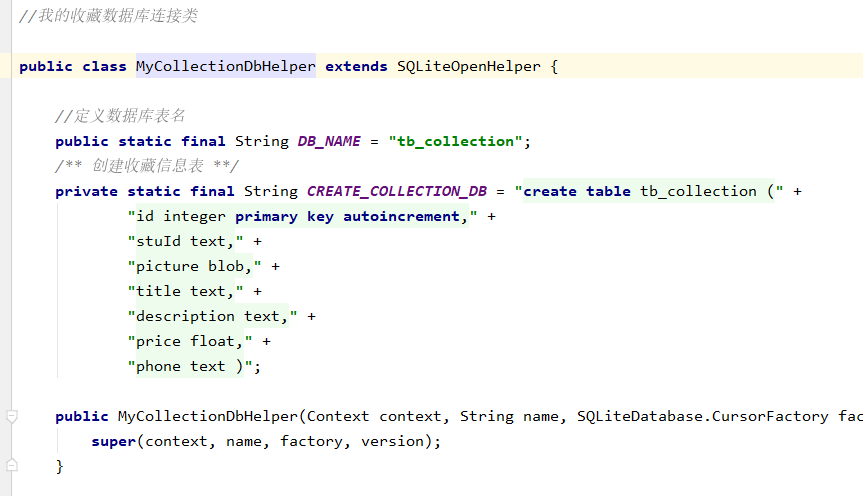 //我的收藏数据库连接类
public class MyCollectionDbHelper extends SQLiteOpenHelper {
//定义数据库表名
public static final String DB_NAME = "tb_collection";
/** 创建收藏信息表 **/
private static final String CREATE_COLLECTION_DB = "create table tb_collection (" +
"id integer primary key autoincrement," +
"stuId text," +
"picture blob," +
"title text," +
"description text," +
"price float," +
"phone text )";
public MyCollectionDbHelper(Context context, String name, SQLiteDatabase.CursorFactory fac
super(context, name, factory, version);
}